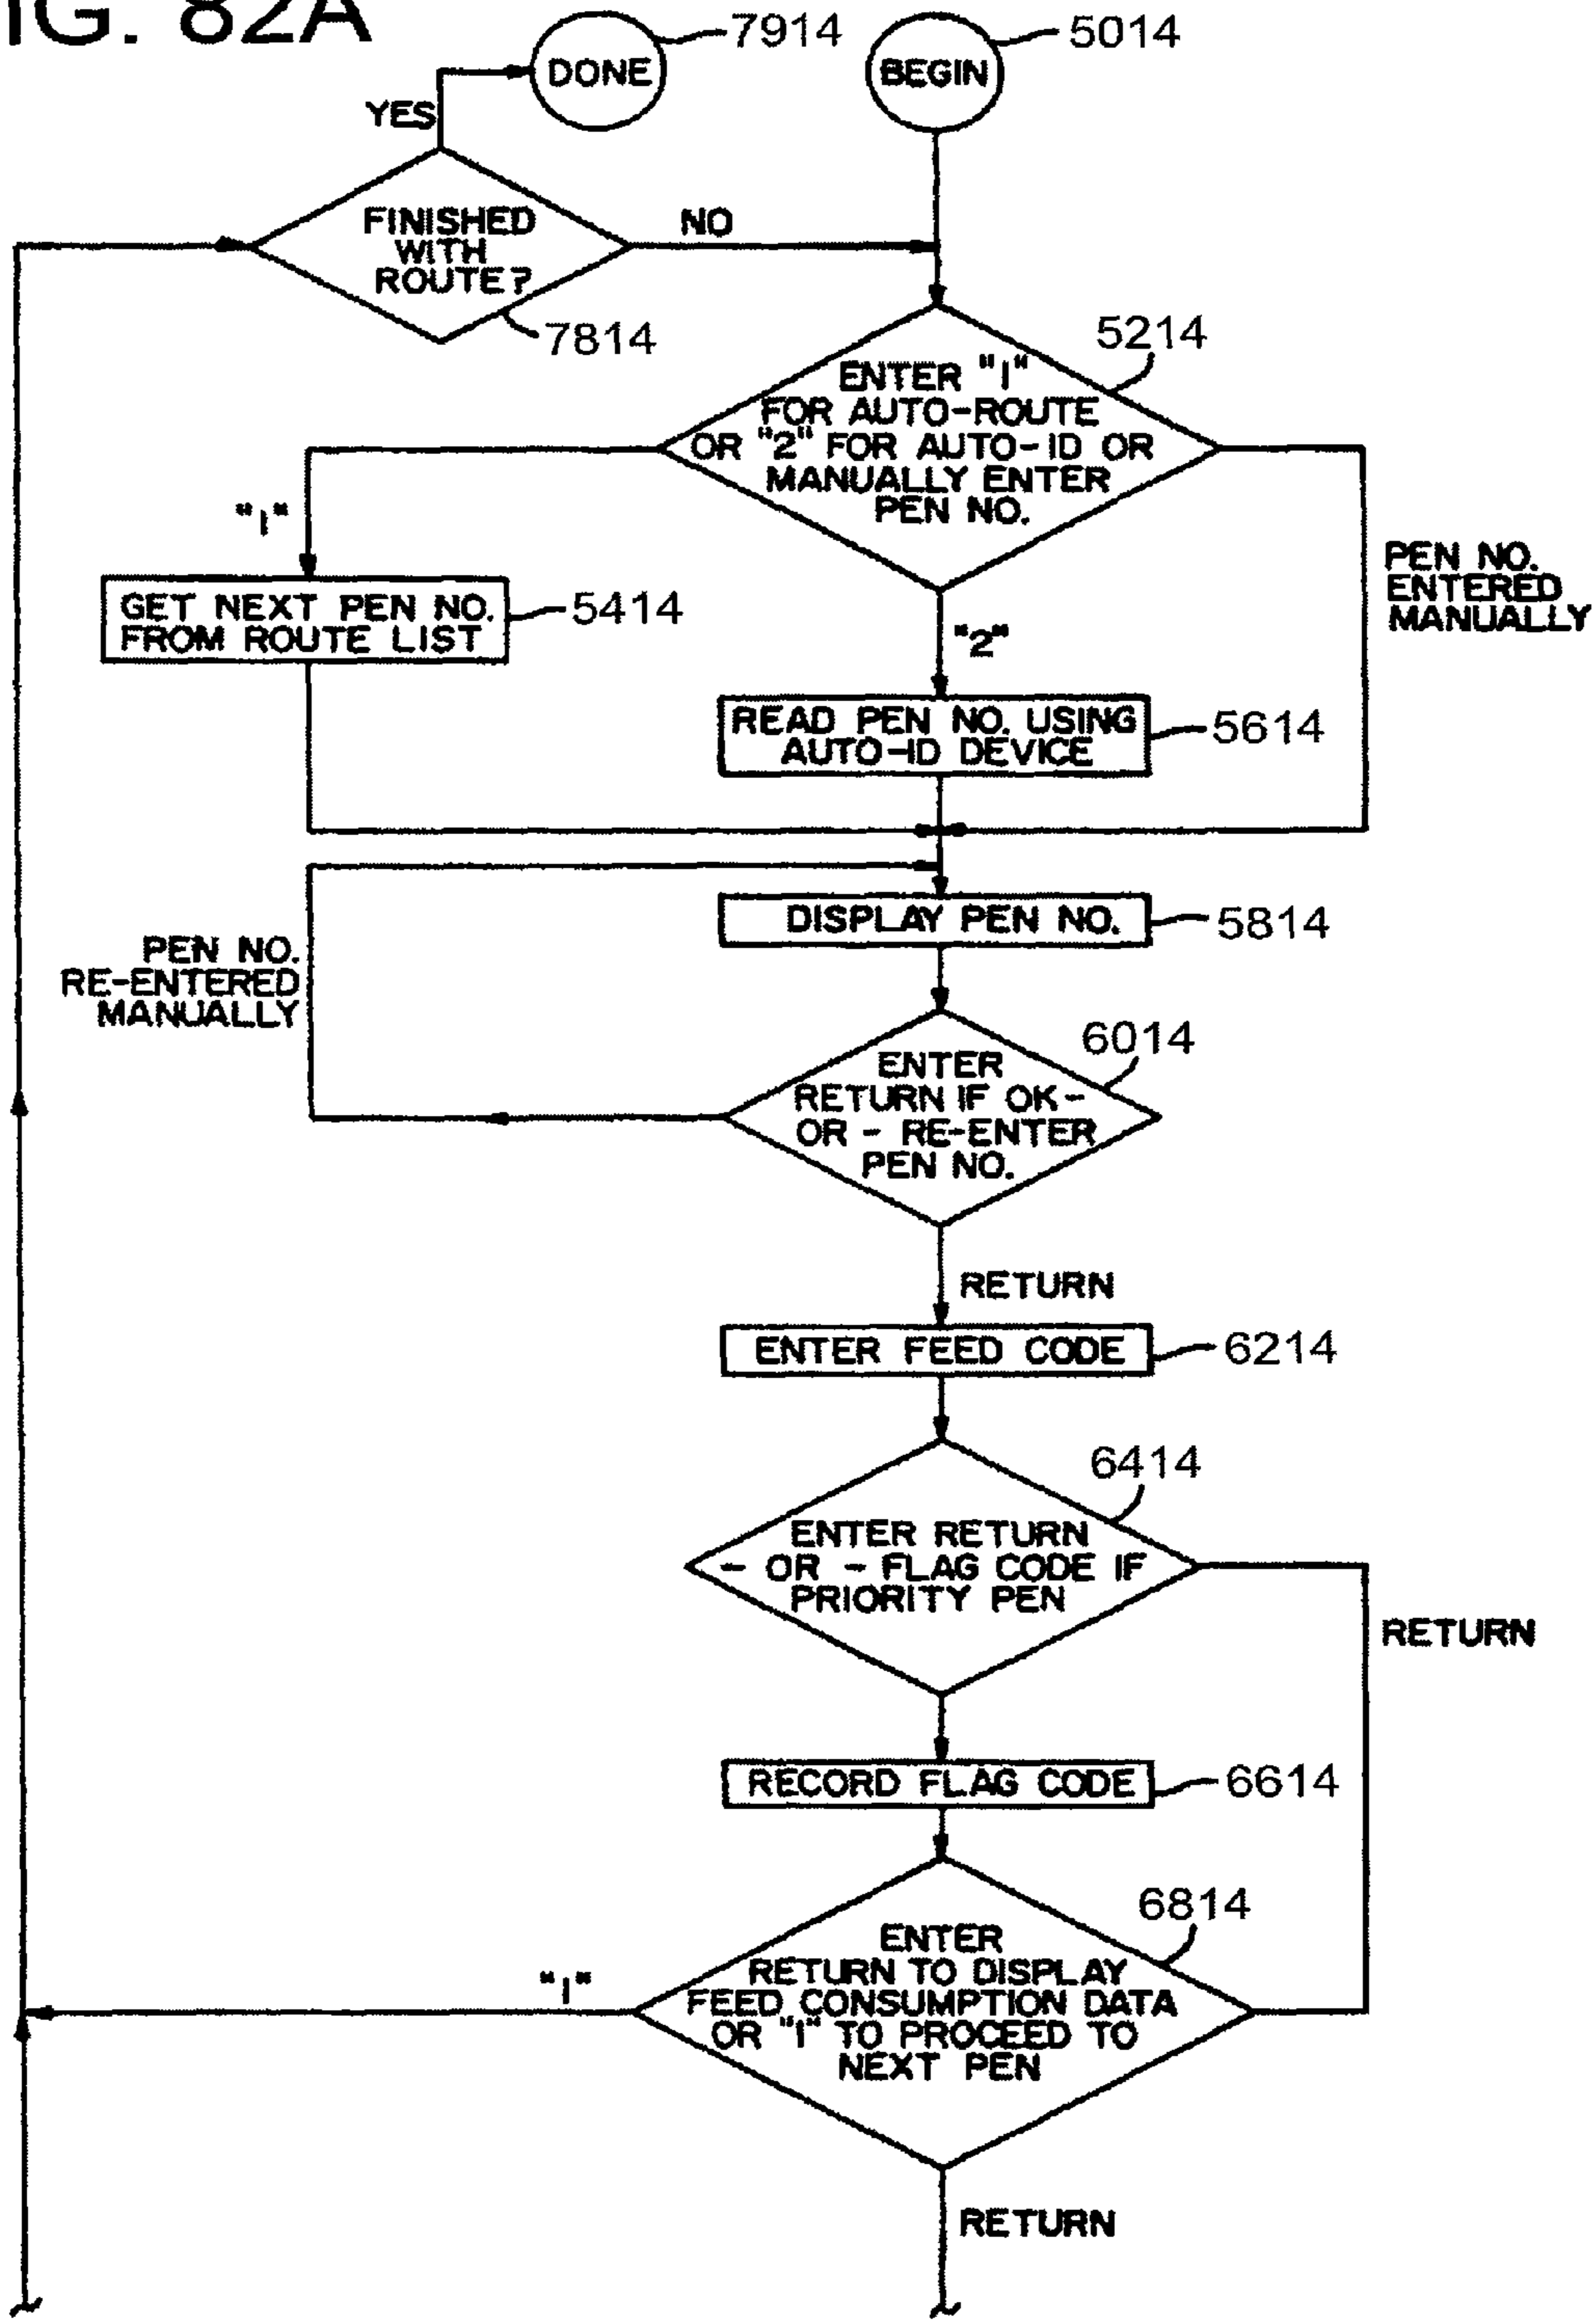 IG. 82A
7914
5014
DONE
BEGIN
YES
FINISHED
WITH
ROUTE?
NO
7814
5214
ENTER "1"
FOR AUTO-ROUTE
OR "2" FOR AUTO-ID OR
MANUALLY ENTER
PEN NO.
"1"
PEN NO.
ENTERED
MANUALLY
GET NEXT PEN NO.
FROM ROUTE LIST
5414
"2"
READ PEN NO. USING
AUTO-ID DEVICE
5614
DISPLAY PEN NO.
5814
PEN NO.
RE-ENTERED
MANUALLY
6014
ENTER
RETURN IF OK-
OR - RE-ENTER
PEN NO.
RETURN
ENTER FEED CODE
6214
6414
ENTER RETURN
- OR - FLAG CODE IF
PRIORITY PEN
RETURN
RECORD FLAG CODE
6614
6814
ENTER
RETURN TO DISPLAY
FEED CONSUMPTION DATA
OR "1" TO PROCEED TO
NEXT PEN
"1"
RETURN